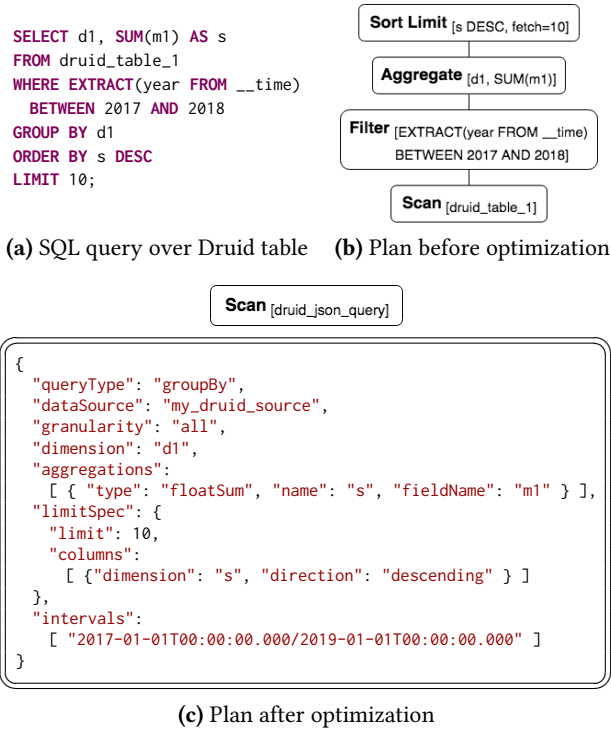 SELECT d1, SUM(m1) AS s
FROM druid_table_1
WHERE EXTRACT(year FROM __time)
BETWEEN 2017 AND 2018
GROUP BY d1
ORDER BY s DESC
LIMIT 10;
(a) SQL query over Druid table
Sort Limit [s DESC, fetch=10]
Aggregate [d1, SUM(m1)]
Filter [EXTRACT(year FROM __time)
BETWEEN 2017 AND 2018]
Scan [druid_table_1]
(b) Plan before optimization
Scan [druid_json_query]
{
"queryType": "groupBy",
"dataSource": "my_druid_source",
"granularity": "all",
"dimension": "d1",
"aggregations":
[ { "type": "floatSum", "name": "s", "fieldName": "m1" } ],
"limitSpec": {
"limit": 10,
"columns":
[ {"dimension": "s", "direction": "descending" } ]
},
"intervals":
[ "2017-01-01T00:00:00.000/2019-01-01T00:00:00.000" ]
}
(c) Plan after optimization